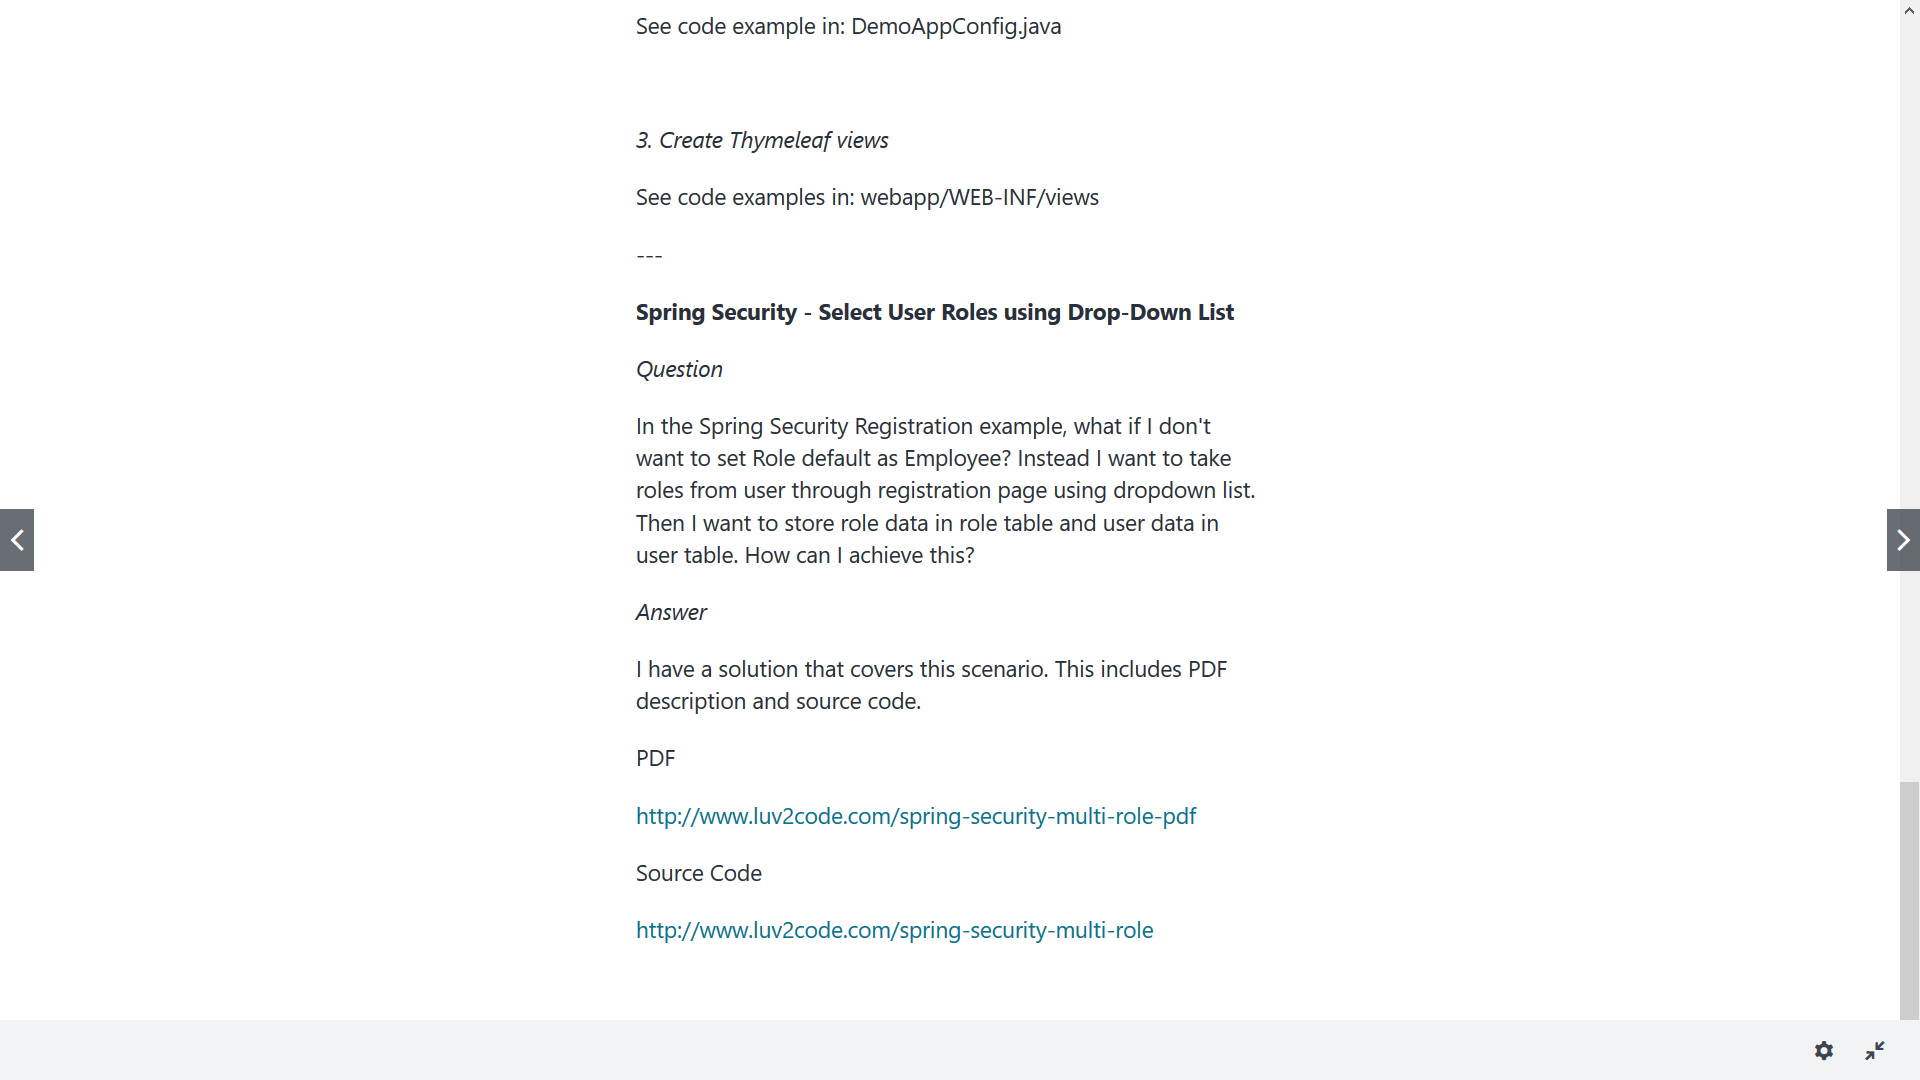 See code example in: DemoAppConfig.java
3. Create Thymeleaf views
See code examples in: webapp/WEB-INF/views
---
Spring Security - Select User Roles using Drop-Down List
Question
In the Spring Security Registration example, what if I don't
want to set Role default as Employee? Instead I want to take
roles from user through registration page using dropdown list.
Then I want to store role data in role table and user data in
user table. How can I achieve this?
Answer
I have a solution that covers this scenario. This includes PDF
description and source code.
PDF
http://www.luv2code.com/spring-security-multi-role-pdf
Source Code
http://www.luv2code.com/spring-security-multi-role